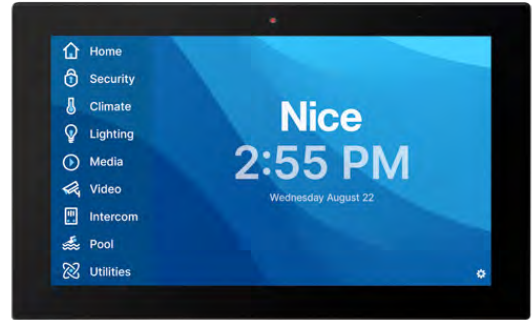 Home
Security
Climate
Lighting
Media
Video
Intercom
Pool
Utilities
Nice
2:55 PM
Wednesday August 22